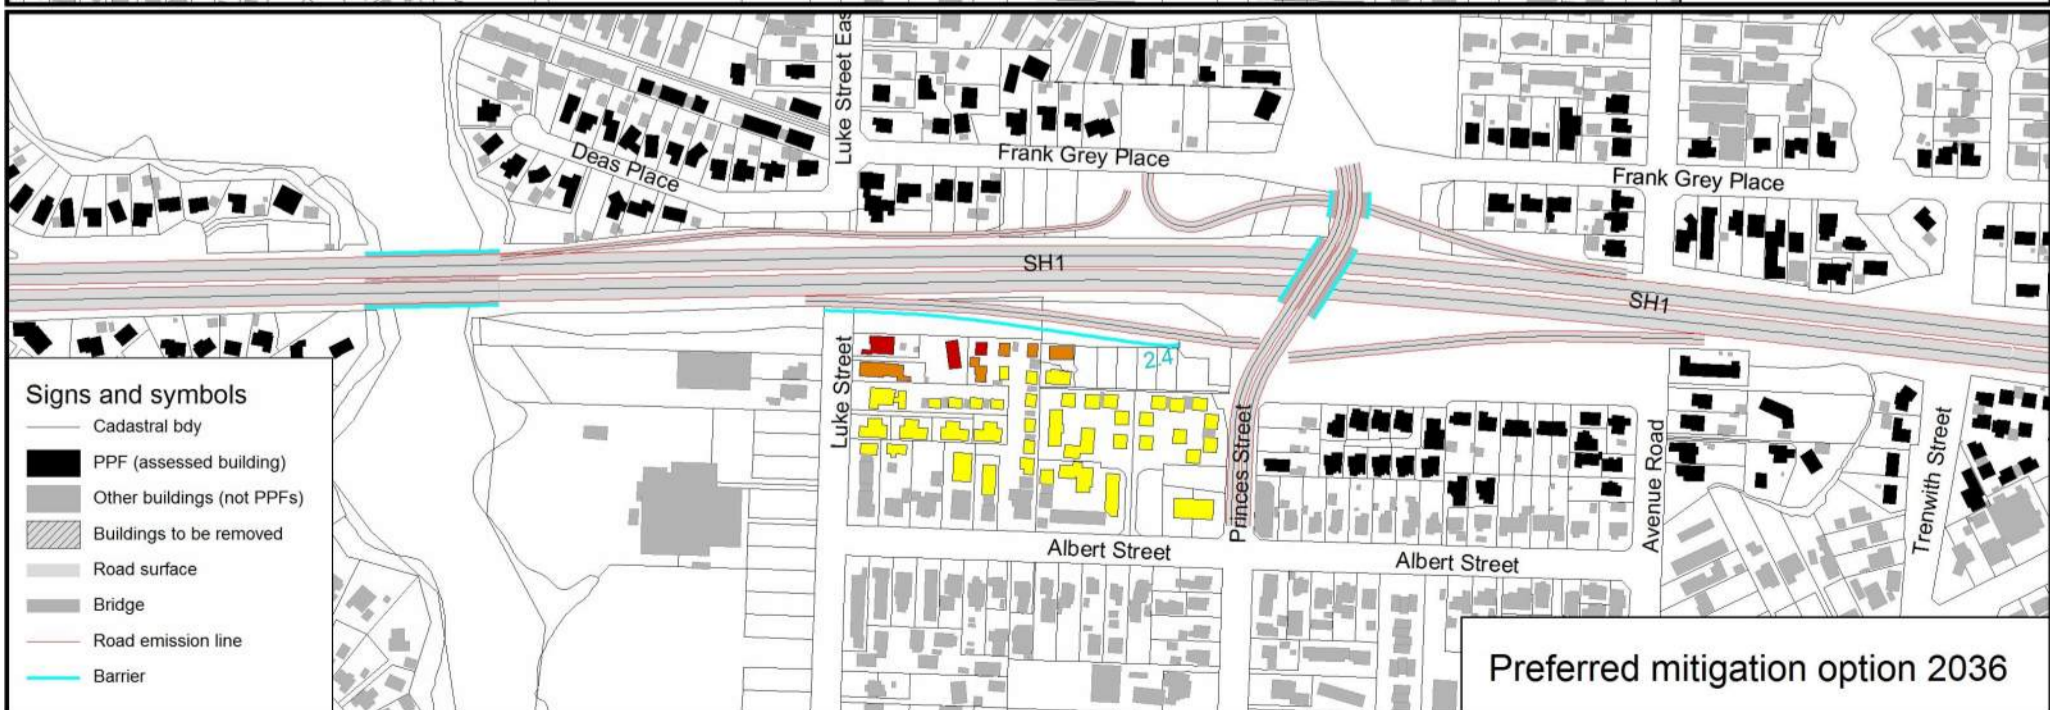 Luke Street Eas
Frank Grey Place
Deas Place
Frank Grey Place
SH1
SH1
2.4
Luke Street
Signs and symbols
Cadastral bdy
PPF (assessed building)
Other buildings (not PPFs)
Buildings to be removed
Road surface
Bridge
Road emission line
Barrier
Princes Street
Avenue Road
Trenwith Street
Albert Street
Albert Street
Preferred mitigation option 2036